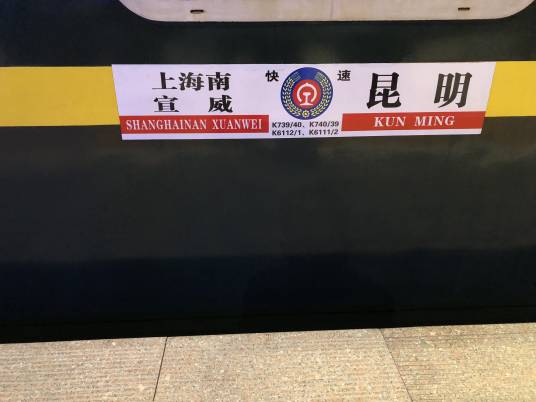 上海南
宣威
SHANGHAINAN XUANWEI
快 速
K739/40、K740/39
K6112/1、K6111/2
昆 明
KUN MING